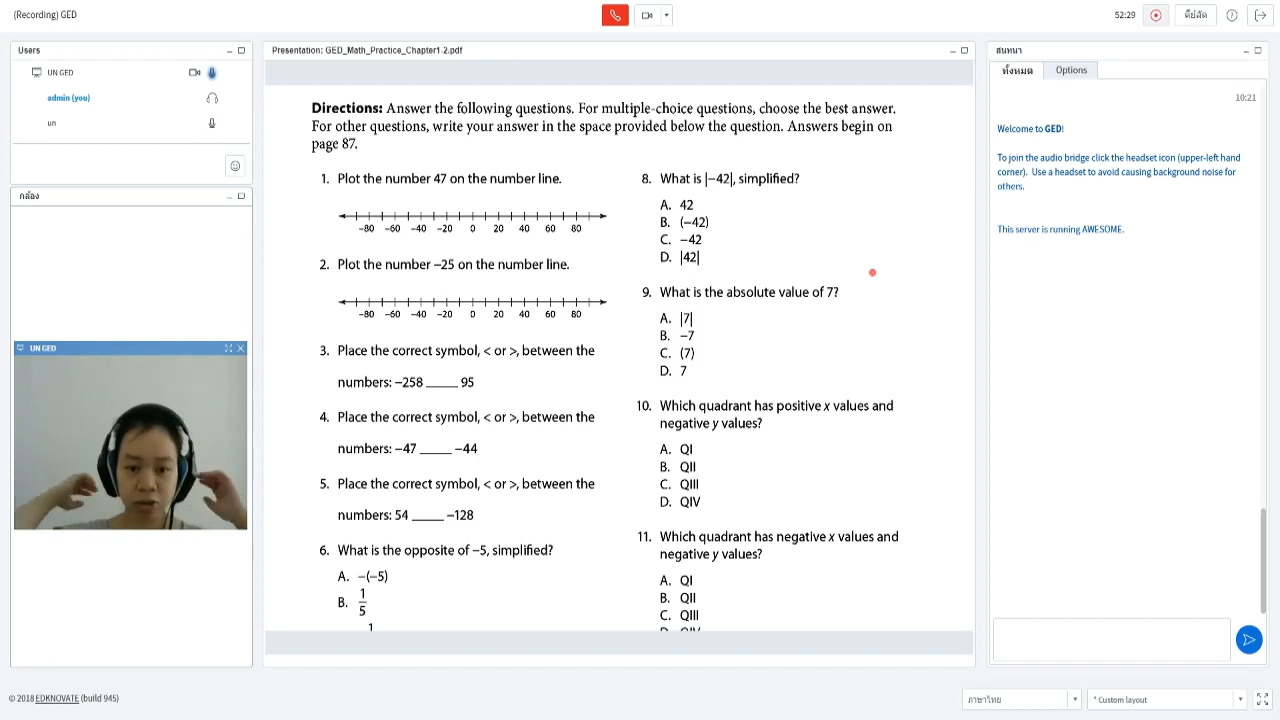 (Recording) GED
52:29
คีย์ลัด
Users
UN GED
admin (you)
un
กล้อง
UN GED
Presentation: GED_Math_Practice_Chapter1-2.pdf
Directions: Answer the following questions. For multiple-choice questions, choose the best answer.
For other questions, write your answer in the space provided below the question. Answers begin on
page 87.
1. Plot the number 47 on the number line.
−80 −60 −40 −20 0 20 40 60 80
2. Plot the number −25 on the number line.
−80 −60 −40 −20 0 20 40 60 80
3. Place the correct symbol, < or >, between the
numbers: −258 _____ 95
4. Place the correct symbol, < or >, between the
numbers: −47 _____ −44
5. Place the correct symbol, < or >, between the
numbers: 54 _____ −128
6. What is the opposite of −5, simplified?
A. −(−5)
B. 1/5
1
8. What is |−42|, simplified?
A. 42
B. (−42)
C. −42
D. |42|
9. What is the absolute value of 7?
A. |7|
B. −7
C. (7)
D. 7
10. Which quadrant has positive x values and
negative y values?
A. QI
B. QII
C. QIII
D. QIV
11. Which quadrant has negative x values and
negative y values?
A. QI
B. QII
C. QIII
D. QIV
สนทนา
ทั้งหมด Options
10:21
Welcome to GED!
To join the audio bridge click the headset icon (upper-left hand
corner). Use a headset to avoid causing background noise for
others.
This server is running AWESOME.
© 2018 EDKNOVATE (build 945)
ภาษาไทย
* Custom layout